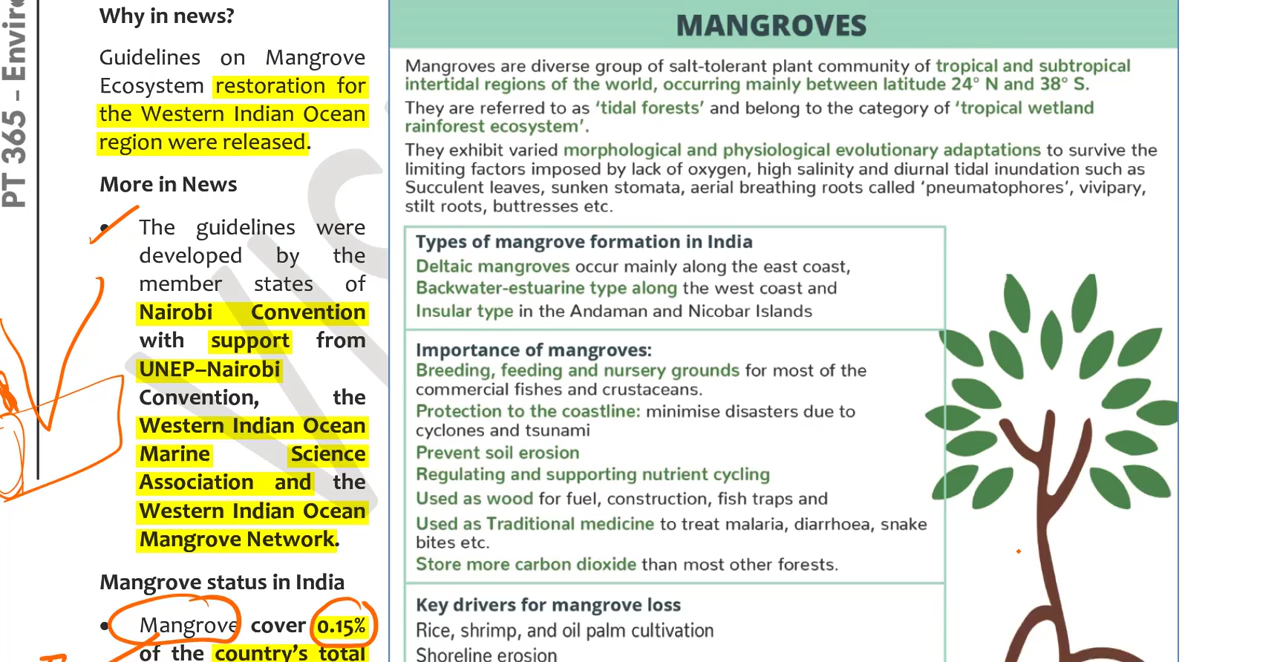 PT 365 – Enviro
Why in news?
Guidelines on Mangrove
Ecosystem restoration for
the Western Indian Ocean
region were released.
More in News
• The guidelines were
developed by the
member states of
Nairobi Convention
with support from
UNEP–Nairobi
Convention, the
Western Indian Ocean
Marine Science
Association and the
Western Indian Ocean
Mangrove Network.
Mangrove status in India
• Mangrove cover 0.15%
of the country's total
MANGROVES
Mangroves are diverse group of salt-tolerant plant community of tropical and subtropical
intertidal regions of the world, occurring mainly between latitude 24° N and 38° S.
They are referred to as 'tidal forests' and belong to the category of 'tropical wetland
rainforest ecosystem'.
They exhibit varied morphological and physiological evolutionary adaptations to survive the
limiting factors imposed by lack of oxygen, high salinity and diurnal tidal inundation such as
Succulent leaves, sunken stomata, aerial breathing roots called 'pneumatophores', vivipary,
stilt roots, buttresses etc.
Types of mangrove formation in India
Deltaic mangroves occur mainly along the east coast,
Backwater-estuarine type along the west coast and
Insular type in the Andaman and Nicobar Islands
Importance of mangroves:
Breeding, feeding and nursery grounds for most of the
commercial fishes and crustaceans.
Protection to the coastline: minimise disasters due to
cyclones and tsunami
Prevent soil erosion
Regulating and supporting nutrient cycling
Used as wood for fuel, construction, fish traps and
Used as Traditional medicine to treat malaria, diarrhoea, snake
bites etc.
Store more carbon dioxide than most other forests.
Key drivers for mangrove loss
Rice, shrimp, and oil palm cultivation
Shoreline erosion